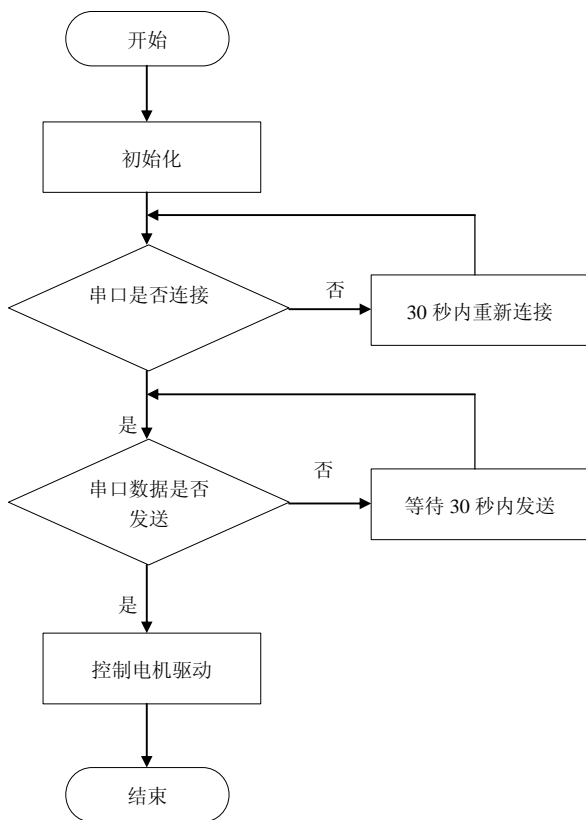 开始
初始化
串口是否连接
否
30 秒内重新连接
是
串口数据是否
发送
否
等待 30 秒内发送
是
控制电机驱动
结束